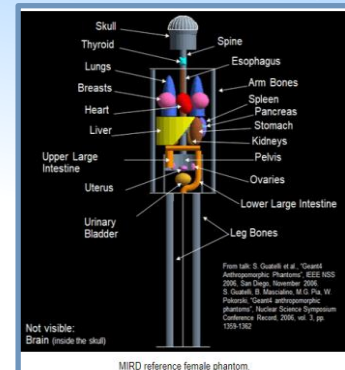 Skull
Thyroid
Spine
Lungs
Esophagus
Breasts
Arm Bones
Heart
Spleen
Pancreas
Liver
Stomach
Kidneys
Upper Large
Intestine
Pelvis
Uterus
Ovaries
Urinary
Bladder
Lower Large Intestine
Leg Bones
From talk: S. Guatelli et al., "Geant4
Anthropomorphic Phantoms", IEEE NSS
2006, San Diego, November 2006.
S. Guatelli, B. Mascialino, M.G. Pia, W.
Pokorski, "Geant4 anthropomorphic
phantoms", Nuclear Science Symposium
Conference Record, 2006, vol. 3, pp.
1359-1362
Not visible:
Brain (inside the skull)
MIRD reference female phantom.